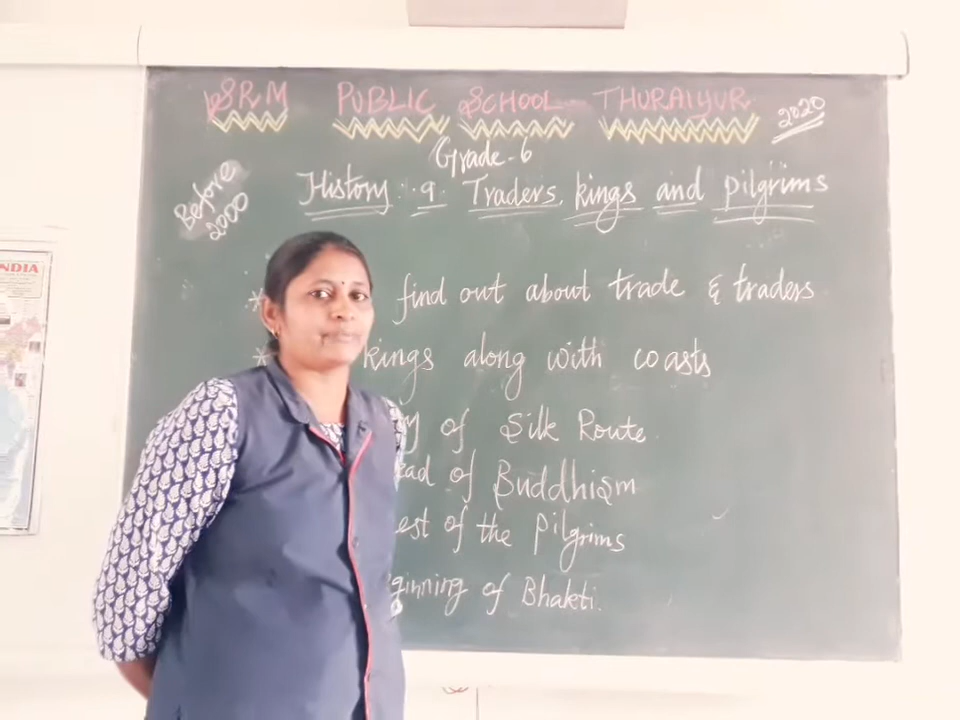 SRM PUBLIC SCHOOL THURAIYUR 2020
Grade-6
Before 2000
History : 9. Traders, kings and pilgrims
* find out about trade & traders
* kings along with coasts
of Silk Route.
of Buddhism
of the pilgrims
of Bhakti.
INDIA